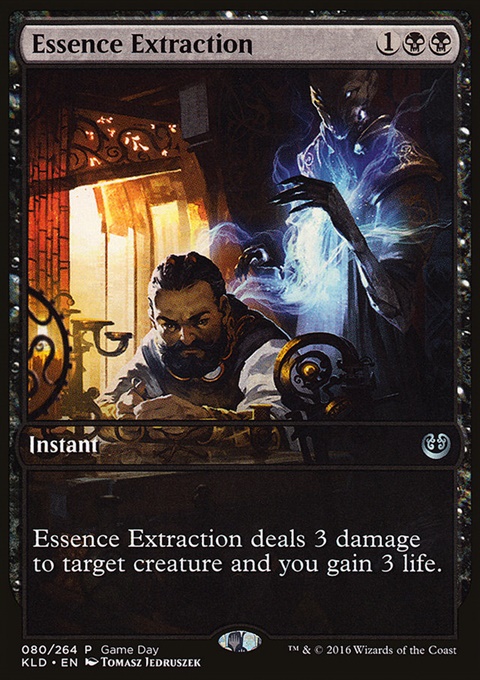 Essence Extraction 1
Instant
Essence Extraction deals 3 damage
to target creature and you gain 3 life.
080/264 P Game Day
KLD • EN Tomasz Jedruszek
™ & © 2016 Wizards of the Coast